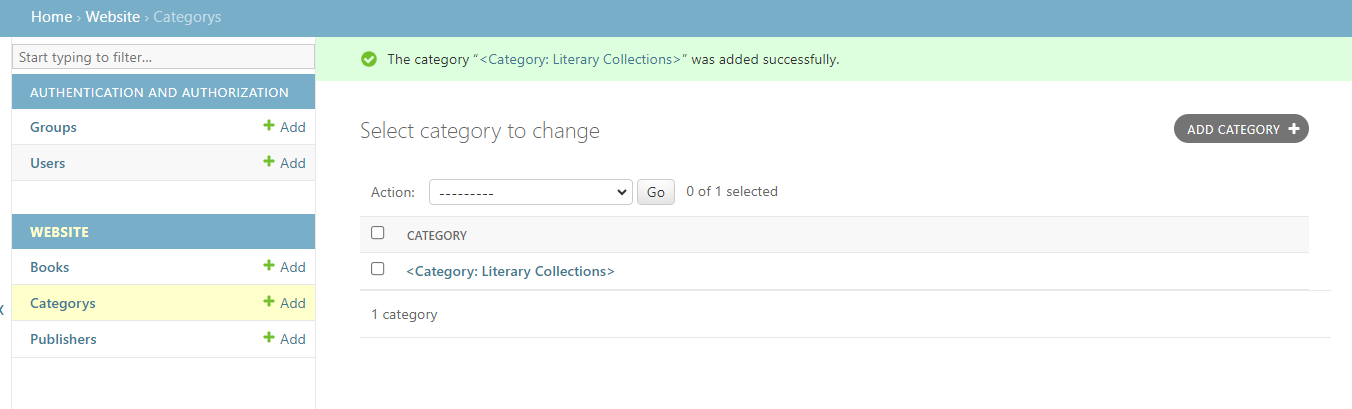 Home › Website › Categorys
Start typing to filter...
The category “<Category: Literary Collections>” was added successfully.
AUTHENTICATION AND AUTHORIZATION
Groups + Add
Users + Add
WEBSITE
Books + Add
Categorys + Add
Publishers + Add
Select category to change
ADD CATEGORY +
Action: --------- Go 0 of 1 selected
CATEGORY
<Category: Literary Collections>
1 category